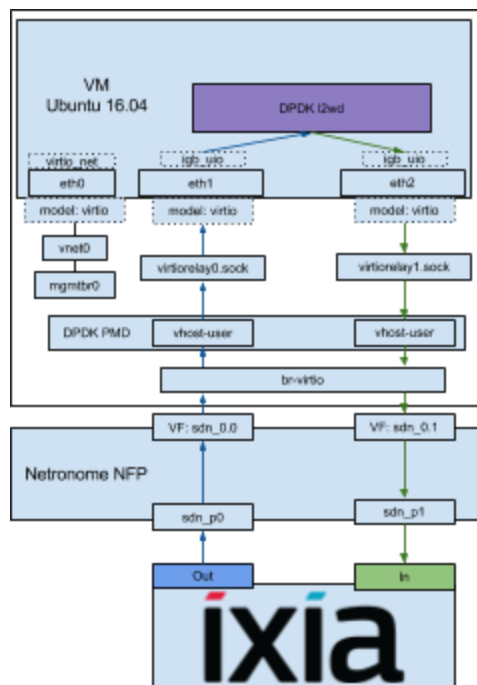 VM
Ubuntu 16.04
DPDK l2wd
virtio_net
igb_uio
igb_uio
eth0
eth1
eth2
model: virtio
model: virtio
model: virtio
vnet0
virtiorelay0.sock
virtiorelay1.sock
mgmtbr0
DPDK PMD
vhost-user
vhost-user
br-virtio
VF: sdn_0.0
VF: sdn_0.1
Netronome NFP
sdn_p0
sdn_p1
Out
In
ixia